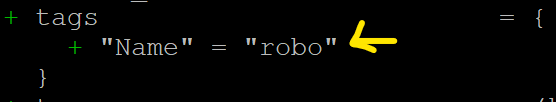 + tags = {
+ "Name" = "robo"
}